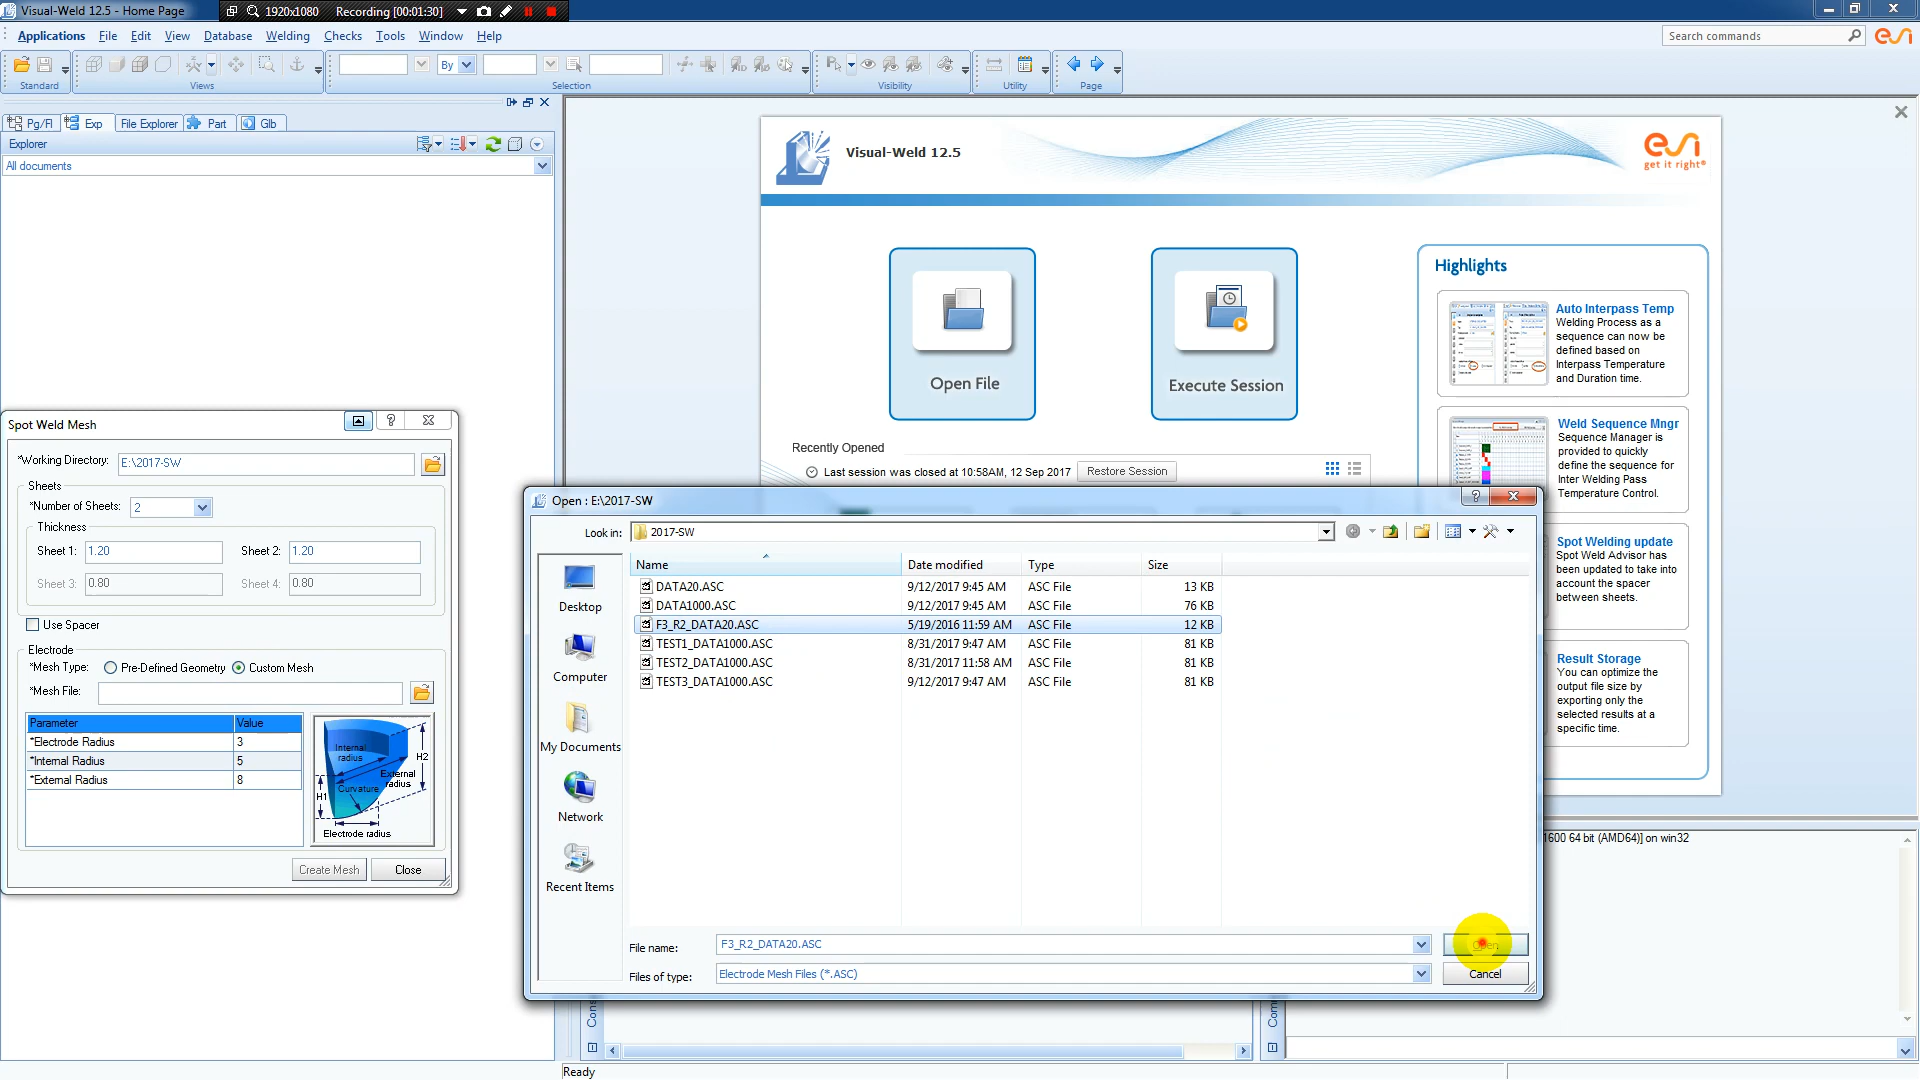 Visual-Weld 12.5 - Home Page
1920x1080
Recording [00:01:30]
Applications File Edit View Database Welding Checks Tools Window Help
Search commands
esi
By
Standard
Views
Selection
Visibility
Utility
Page
Pg/Fl
Exp
File Explorer
Part
Glb
Explorer
All documents
Visual-Weld 12.5
esi
get it right®
Open File
Execute Session
Recently Opened
Last session was closed at 10:58AM, 12 Sep 2017
Restore Session
Highlights
Auto Interpass Temp
Welding Process as a
sequence can now be
defined based on
Interpass Temperature
and Duration time.
Weld Sequence Mngr
Sequence Manager is
provided to quickly
define the sequence for
Inter Welding Pass
Temperature Control.
Spot Welding update
Spot Weld Advisor has
been updated to take into
account the spacer
between sheets.
Result Storage
You can optimize the
output file size by
exporting only the
selected results at a
specific time.
Spot Weld Mesh
*Working Directory: E:\2017-SW
Sheets
*Number of Sheets: 2
Thickness
Sheet 1: 1.20
Sheet 2: 1.20
Sheet 3: 0.80
Sheet 4: 0.80
Use Spacer
Electrode
*Mesh Type: Pre-Defined Geometry Custom Mesh
*Mesh File:
Parameter Value
*Electrode Radius 3
*Internal Radius 5
*External Radius 8
Internal
radius
External
radius
Curvature
H1
H2
Electrode radius
Create Mesh
Close
Open : E:\2017-SW
Look in: 2017-SW
Name Date modified Type Size
DATA20.ASC 9/12/2017 9:45 AM ASC File 13 KB
DATA1000.ASC 9/12/2017 9:45 AM ASC File 76 KB
F3_R2_DATA20.ASC 5/19/2016 11:59 AM ASC File 12 KB
TEST1_DATA1000.ASC 8/31/2017 9:47 AM ASC File 81 KB
TEST2_DATA1000.ASC 8/31/2017 11:58 AM ASC File 81 KB
TEST3_DATA1000.ASC 9/12/2017 9:47 AM ASC File 81 KB
Desktop
Computer
My Documents
Network
Recent Items
File name: F3_R2_DATA20.ASC
Open
Files of type: Electrode Mesh Files (*.ASC)
Cancel
1600 64 bit (AMD64)] on win32
Cons
Com
Ready